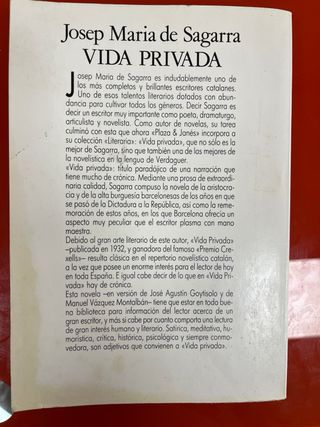 Josep Maria de Sagarra
VIDA PRIVADA
Josep Maria de Sagarra es indudablemente uno de
los más completos y brillantes escritores catalanes.
Uno de esos talentos literarios dotados con abun-
dancia para cultivar todos los géneros. Decir Sagarra es
decir un escritor muy importante como poeta, dramaturgo,
articulista y novelista. Como autor de novelas, su tarea
culminó con esta que ahora «Plaza & Janés» incorpora a
su colección «Literaria»: «Vida privada», que no sólo es la
mejor de Sagarra, sino que también una de las mejores de
la novelística en la lengua de Verdaguer.
«Vida privada»: título paradójico de una narración que
tiene mucho de crónica. Mediante una prosa de extraordi-
naria calidad, Sagarra compuso la novela de la aristocra-
cia y de la alta burguesía barcelonesas de los años en que
se pasó de la Dictadura a la República, así como la reme-
moración de estos años, en los que Barcelona ofrecía un
aspecto muy peculiar que el escritor plasma con mano
maestra.
Debido al gran arte literario de este autor, «Vida Privada»
–publicada en 1932, y ganadora del famoso «Premio Cre-
xells»– resulta clásica en el repertorio novelístico catalán,
a la vez que posee un enorme interés para el lector de hoy
en toda España. E igual cabe decir de lo que en «Vida Pri-
vada» hay de crónica.
Esta novela –en versión de José Agustín Goytisolo y de
Manuel Vázquez Montalbán– tiene que estar en toda bue-
na biblioteca para información del lector acerca de un
gran escritor, y más si cabe por cuanto comporta una lectura
de gran interés humano y literario. Satírica, meditativa, hu-
morística, crítica, histórica, psicológica y siempre conmo-
vedora, son adjetivos que convienen a «Vida privada».